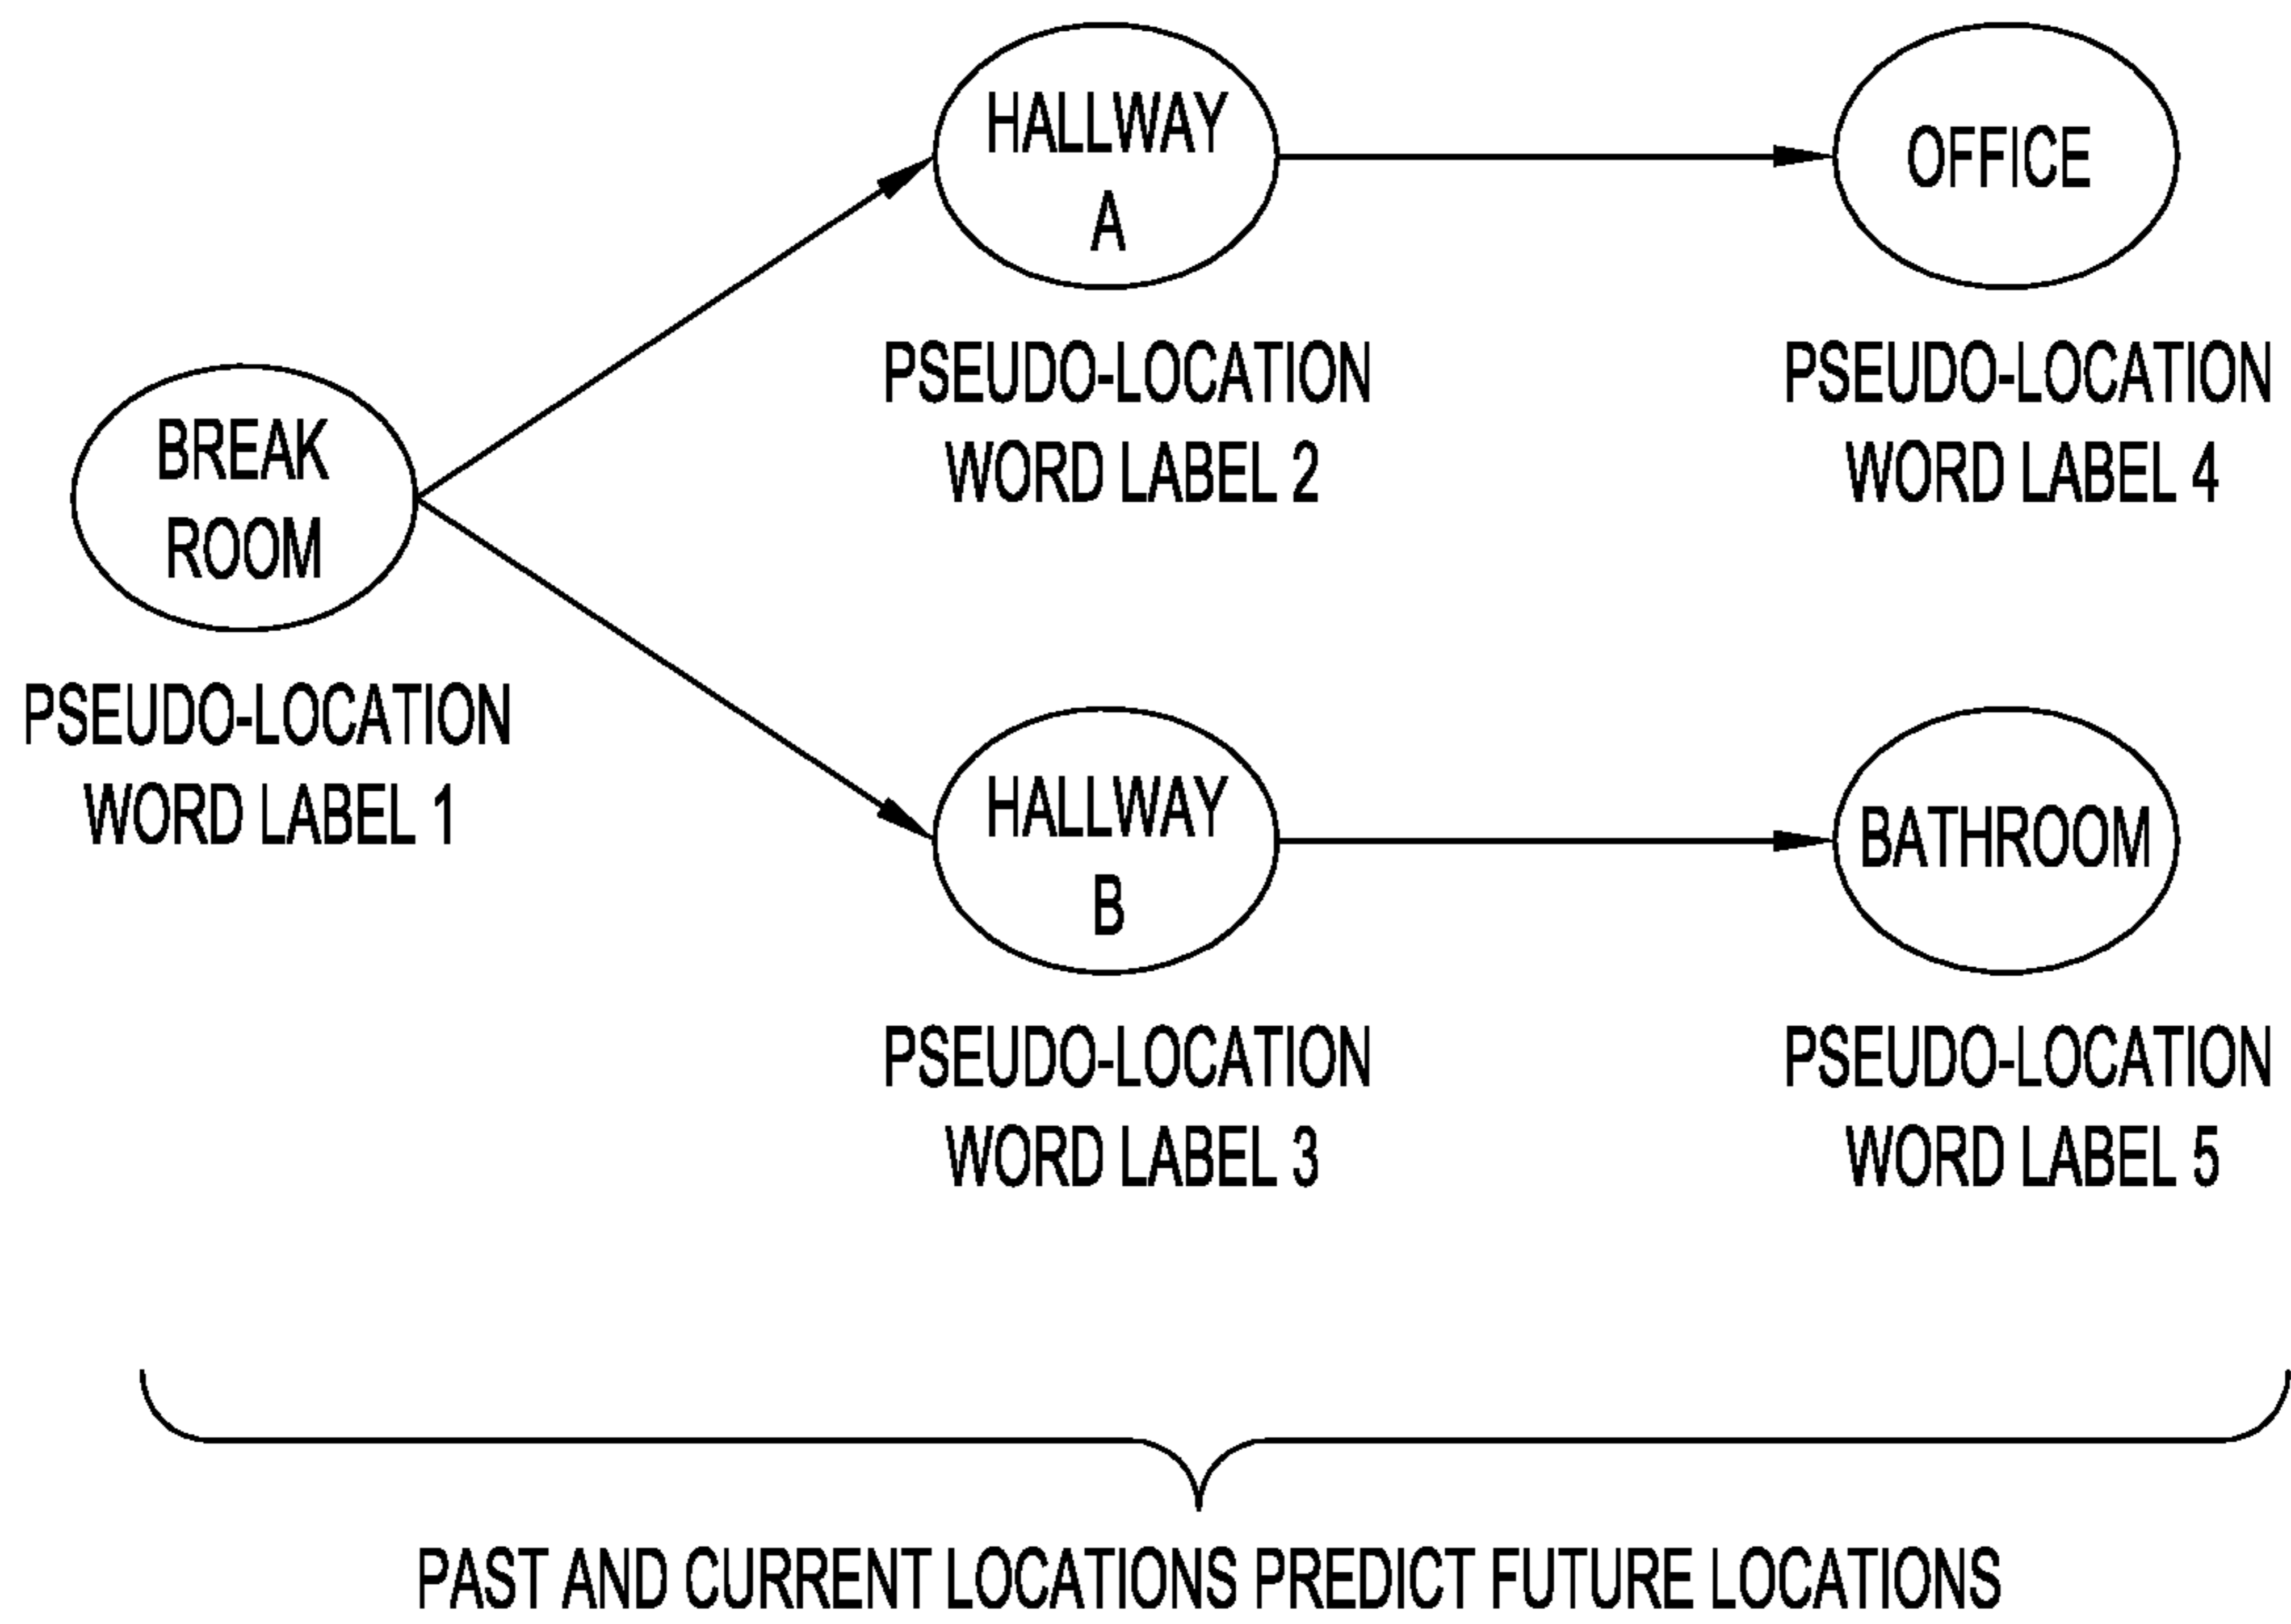 BREAK
ROOM
PSEUDO-LOCATION
WORD LABEL 1
HALLWAY
A
PSEUDO-LOCATION
WORD LABEL 2
OFFICE
PSEUDO-LOCATION
WORD LABEL 4
HALLWAY
B
PSEUDO-LOCATION
WORD LABEL 3
BATHROOM
PSEUDO-LOCATION
WORD LABEL 5
PAST AND CURRENT LOCATIONS PREDICT FUTURE LOCATIONS